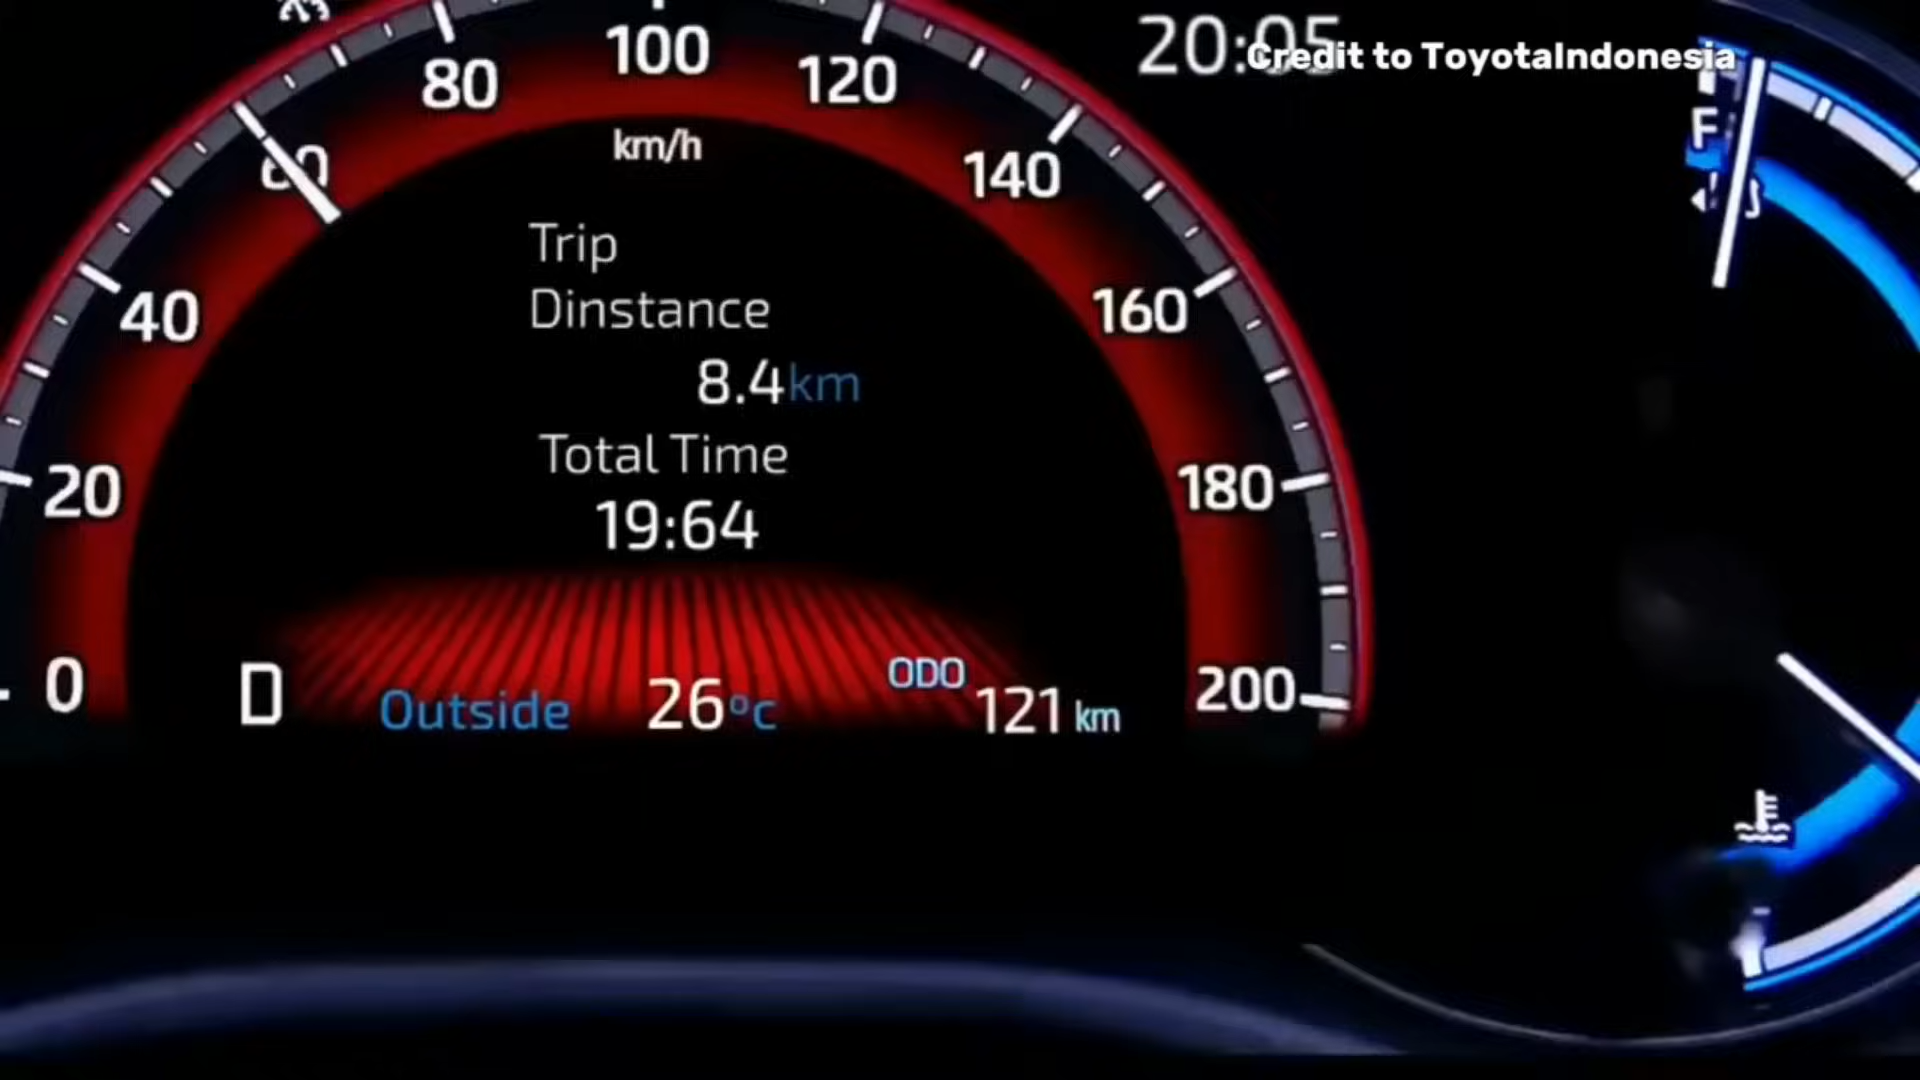 20:05
Credit to ToyotaIndonesia
0
20
40
60
80
100
120
140
160
180
200
km/h
Trip
Dinstance
8.4km
Total Time
19:64
D
Outside 26°c
ODO
121 km
F